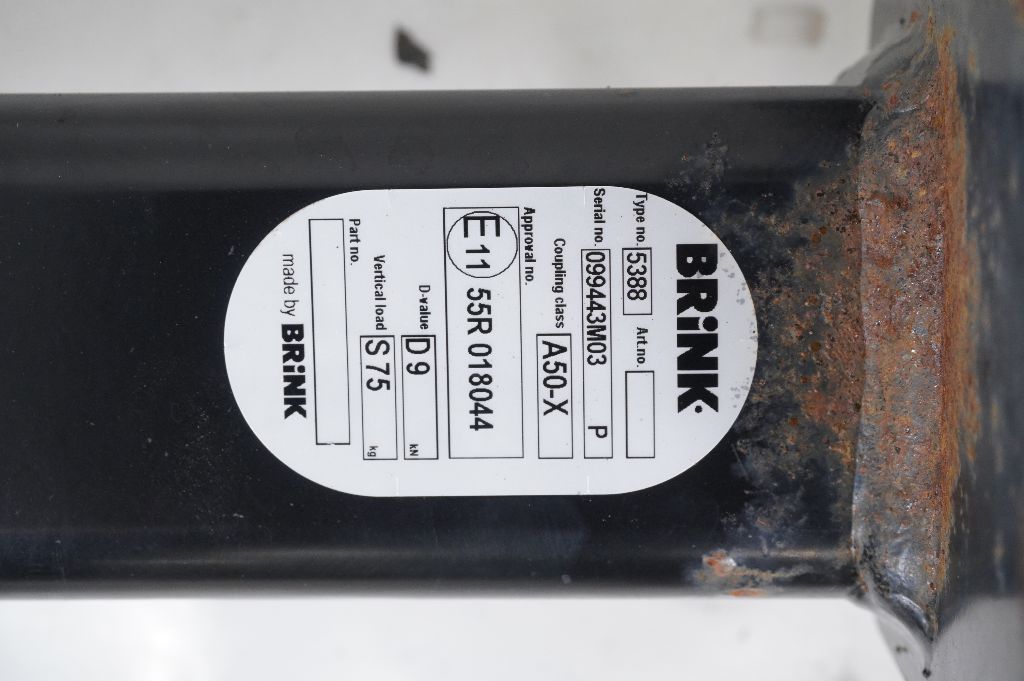 BRiNK.
Type no. 5388 Art.no.
Serial no. 099443M03 P
Coupling class A50-X
Approval no.
E11 55R 018044
D-value D 9 kN
Vertical load S 75 kg
Part no.
made by BRiNK